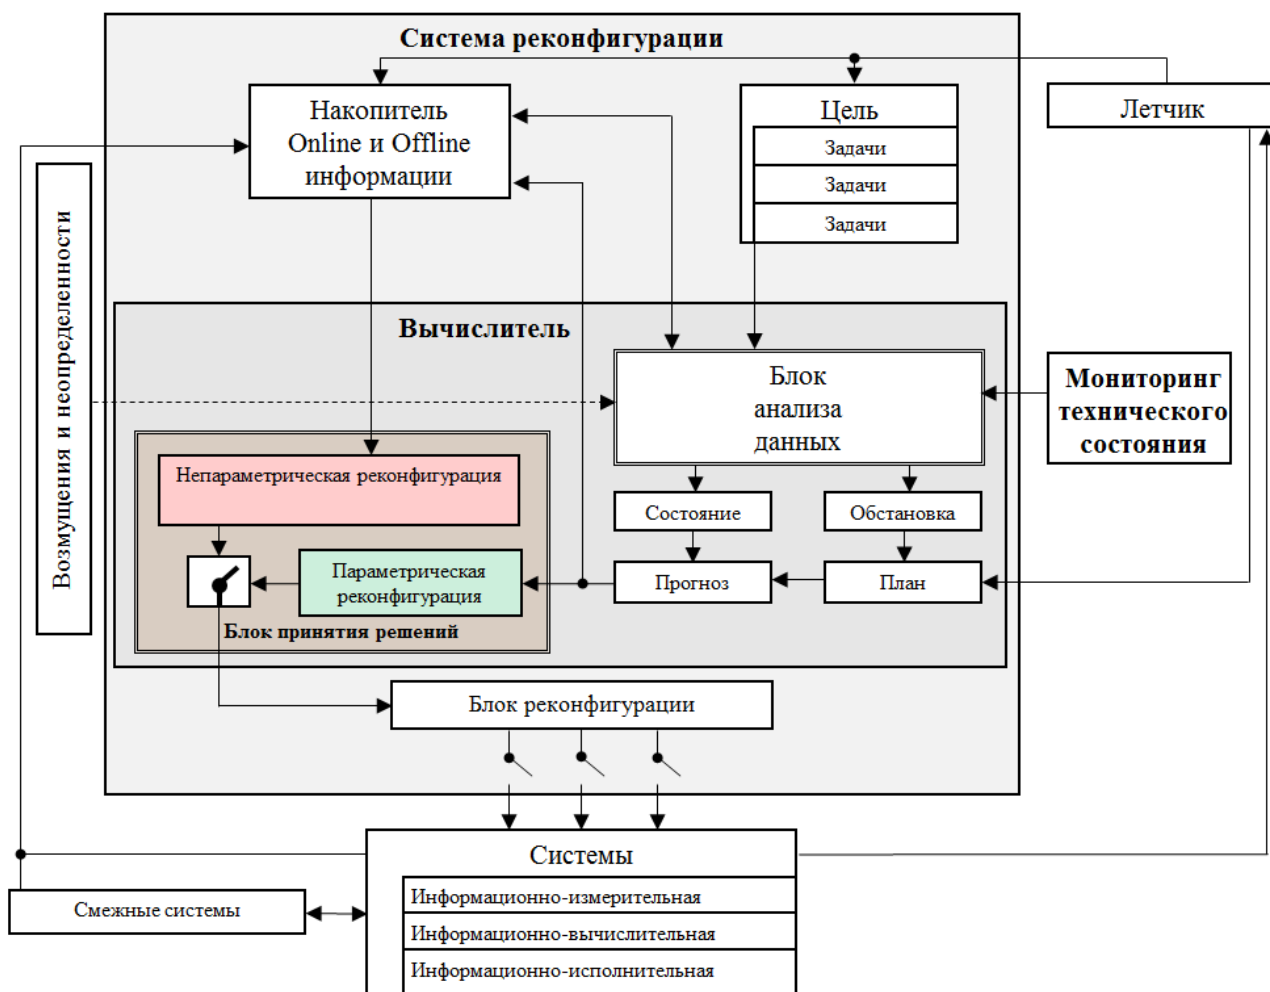 Система реконфигурации
Накопитель
Online и Offline
информации
Цель
Задачи
Задачи
Задачи
Летчик
Возмущения и неопределенности
Вычислитель
Блок
анализа
данных
Мониторинг
технического
состояния
Непараметрическая реконфигурация
Состояние
Обстановка
Параметрическая
реконфигурация
Прогноз
План
Блок принятия решений
Блок реконфигурации
Системы
Информационно-измерительная
Информационно-вычислительная
Информационно-исполнительная
Смежные системы